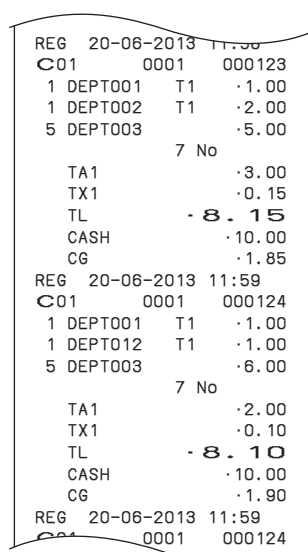 REG 20-06-2013 11:58
C01 0001 000123
1 DEPT001 T1 ·1.00
1 DEPT002 T1 ·2.00
5 DEPT003 ·5.00
7 No
TA1 ·3.00
TX1 ·0.15
TL ·8.15
CASH ·10.00
CG ·1.85
REG 20-06-2013 11:59
C01 0001 000124
1 DEPT001 T1 ·1.00
1 DEPT012 T1 ·1.00
5 DEPT003 ·6.00
7 No
TA1 ·2.00
TX1 ·0.10
TL ·8.10
CASH ·10.00
CG ·1.90
REG 20-06-2013 11:59
C01 0001 000124